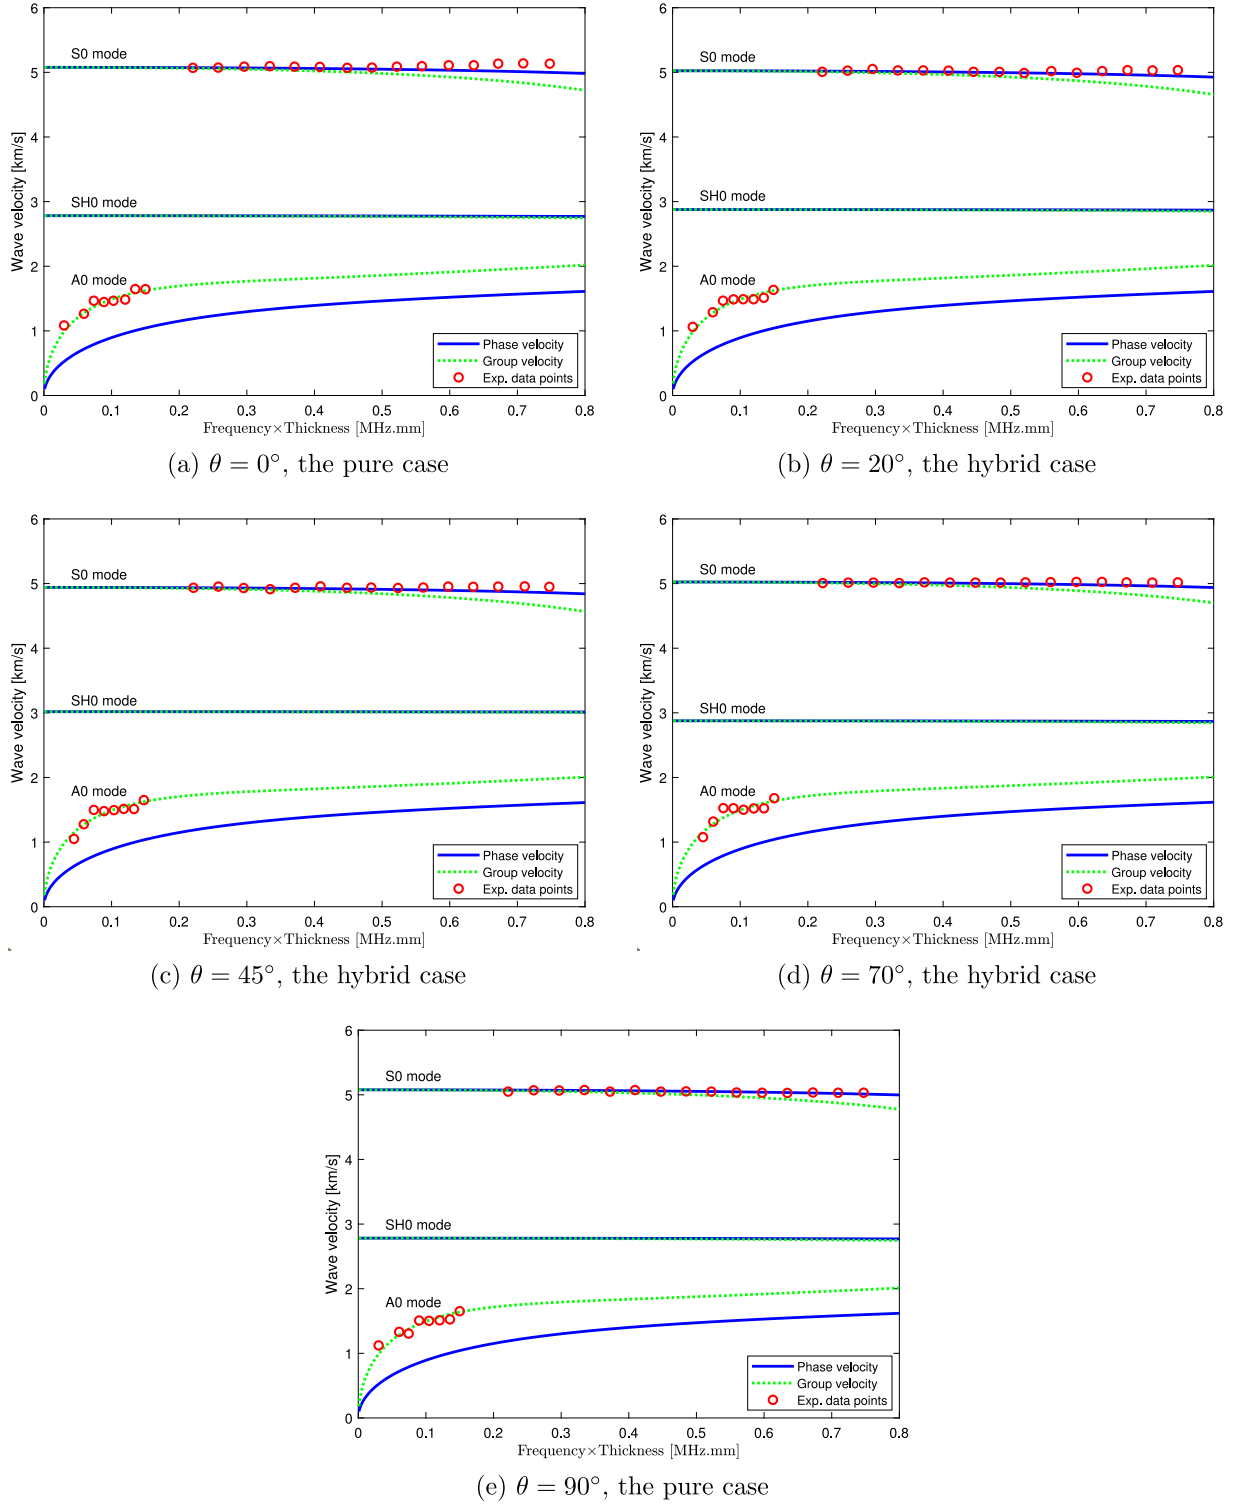 6
5
4
3
2
1
0
Wave velocity [km/s]
S0 mode
SH0 mode
A0 mode
Phase velocity
Group velocity
Exp. data points
0 0.1 0.2 0.3 0.4 0.5 0.6 0.7 0.8
Frequency×Thickness [MHz.mm]
(a) θ = 0°, the pure case
6
5
4
3
2
1
0
Wave velocity [km/s]
S0 mode
SH0 mode
A0 mode
Phase velocity
Group velocity
Exp. data points
0 0.1 0.2 0.3 0.4 0.5 0.6 0.7 0.8
Frequency×Thickness [MHz.mm]
(b) θ = 20°, the hybrid case
6
5
4
3
2
1
0
Wave velocity [km/s]
S0 mode
SH0 mode
A0 mode
Phase velocity
Group velocity
Exp. data points
0 0.1 0.2 0.3 0.4 0.5 0.6 0.7 0.8
Frequency×Thickness [MHz.mm]
(c) θ = 45°, the hybrid case
6
5
4
3
2
1
0
Wave velocity [km/s]
S0 mode
SH0 mode
A0 mode
Phase velocity
Group velocity
Exp. data points
0 0.1 0.2 0.3 0.4 0.5 0.6 0.7 0.8
Frequency×Thickness [MHz.mm]
(d) θ = 70°, the hybrid case
6
5
4
3
2
1
0
Wave velocity [km/s]
S0 mode
SH0 mode
A0 mode
Phase velocity
Group velocity
Exp. data points
0 0.1 0.2 0.3 0.4 0.5 0.6 0.7 0.8
Frequency×Thickness [MHz.mm]
(e) θ = 90°, the pure case